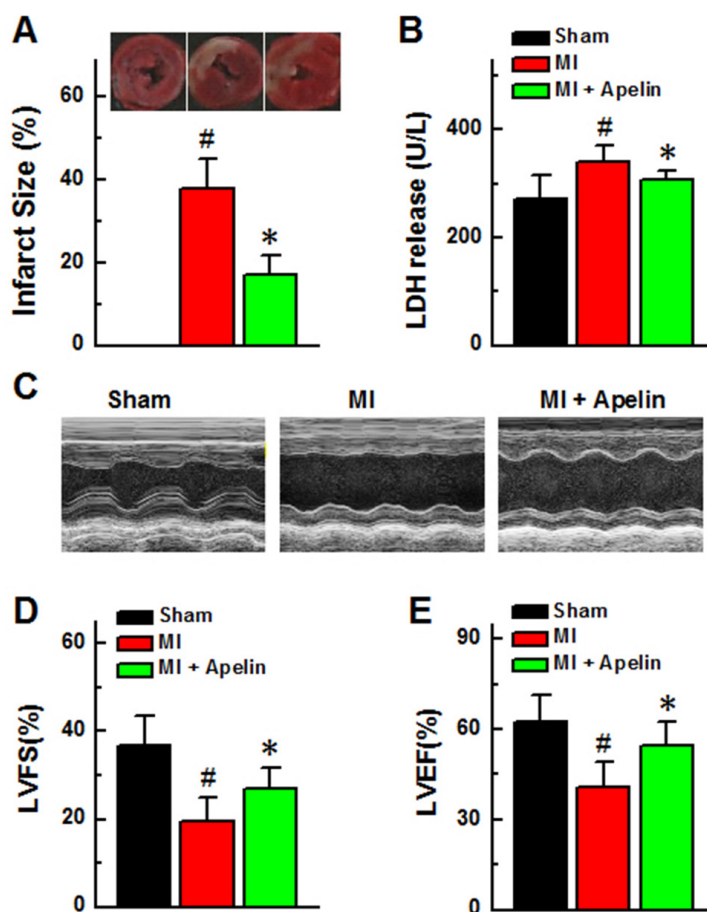 A
Infarct Size (%)
60
40
20
0
#
*
B
Sham
MI
MI + Apelin
LDH release (U/L)
400
200
0
#
*
C
Sham
MI
MI + Apelin
D
Sham
MI
MI + Apelin
LVFS(%)
60
40
20
0
#
*
E
Sham
MI
MI + Apelin
LVEF(%)
90
60
30
0
#
*